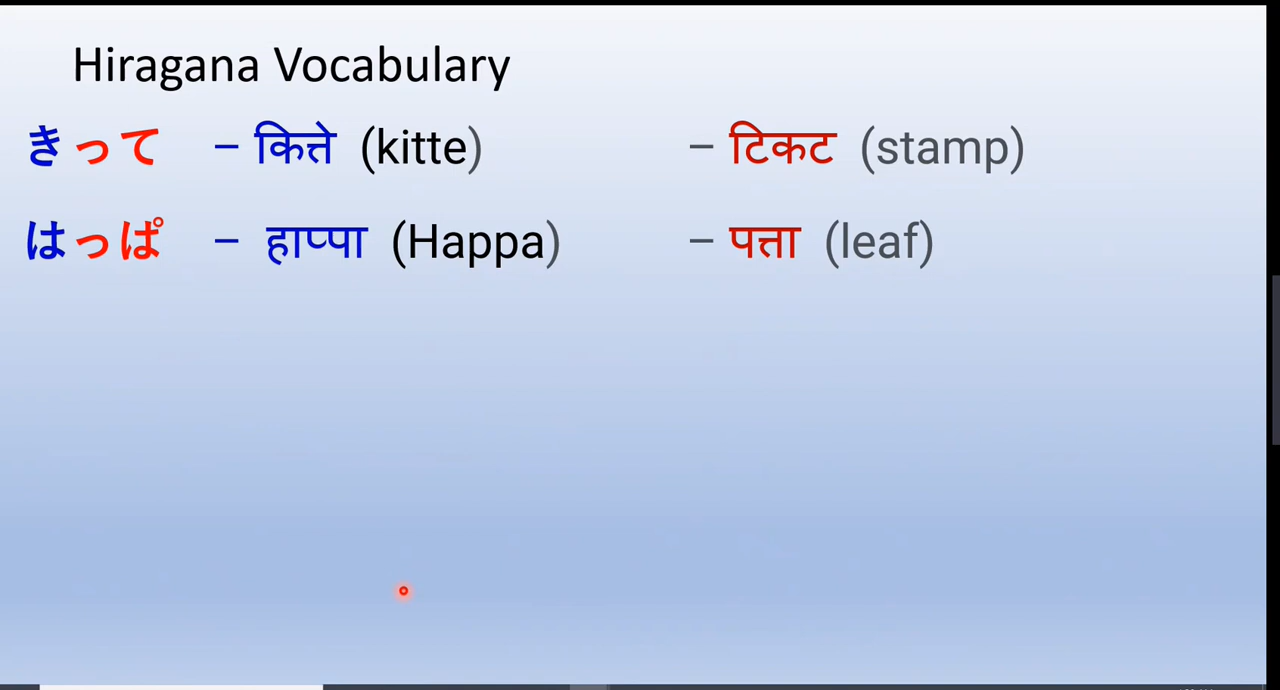 Hiragana Vocabulary
きって – कित्ते (kitte) – टिकट (stamp)
はっぱ – हाप्पा (Happa) – पत्ता (leaf)